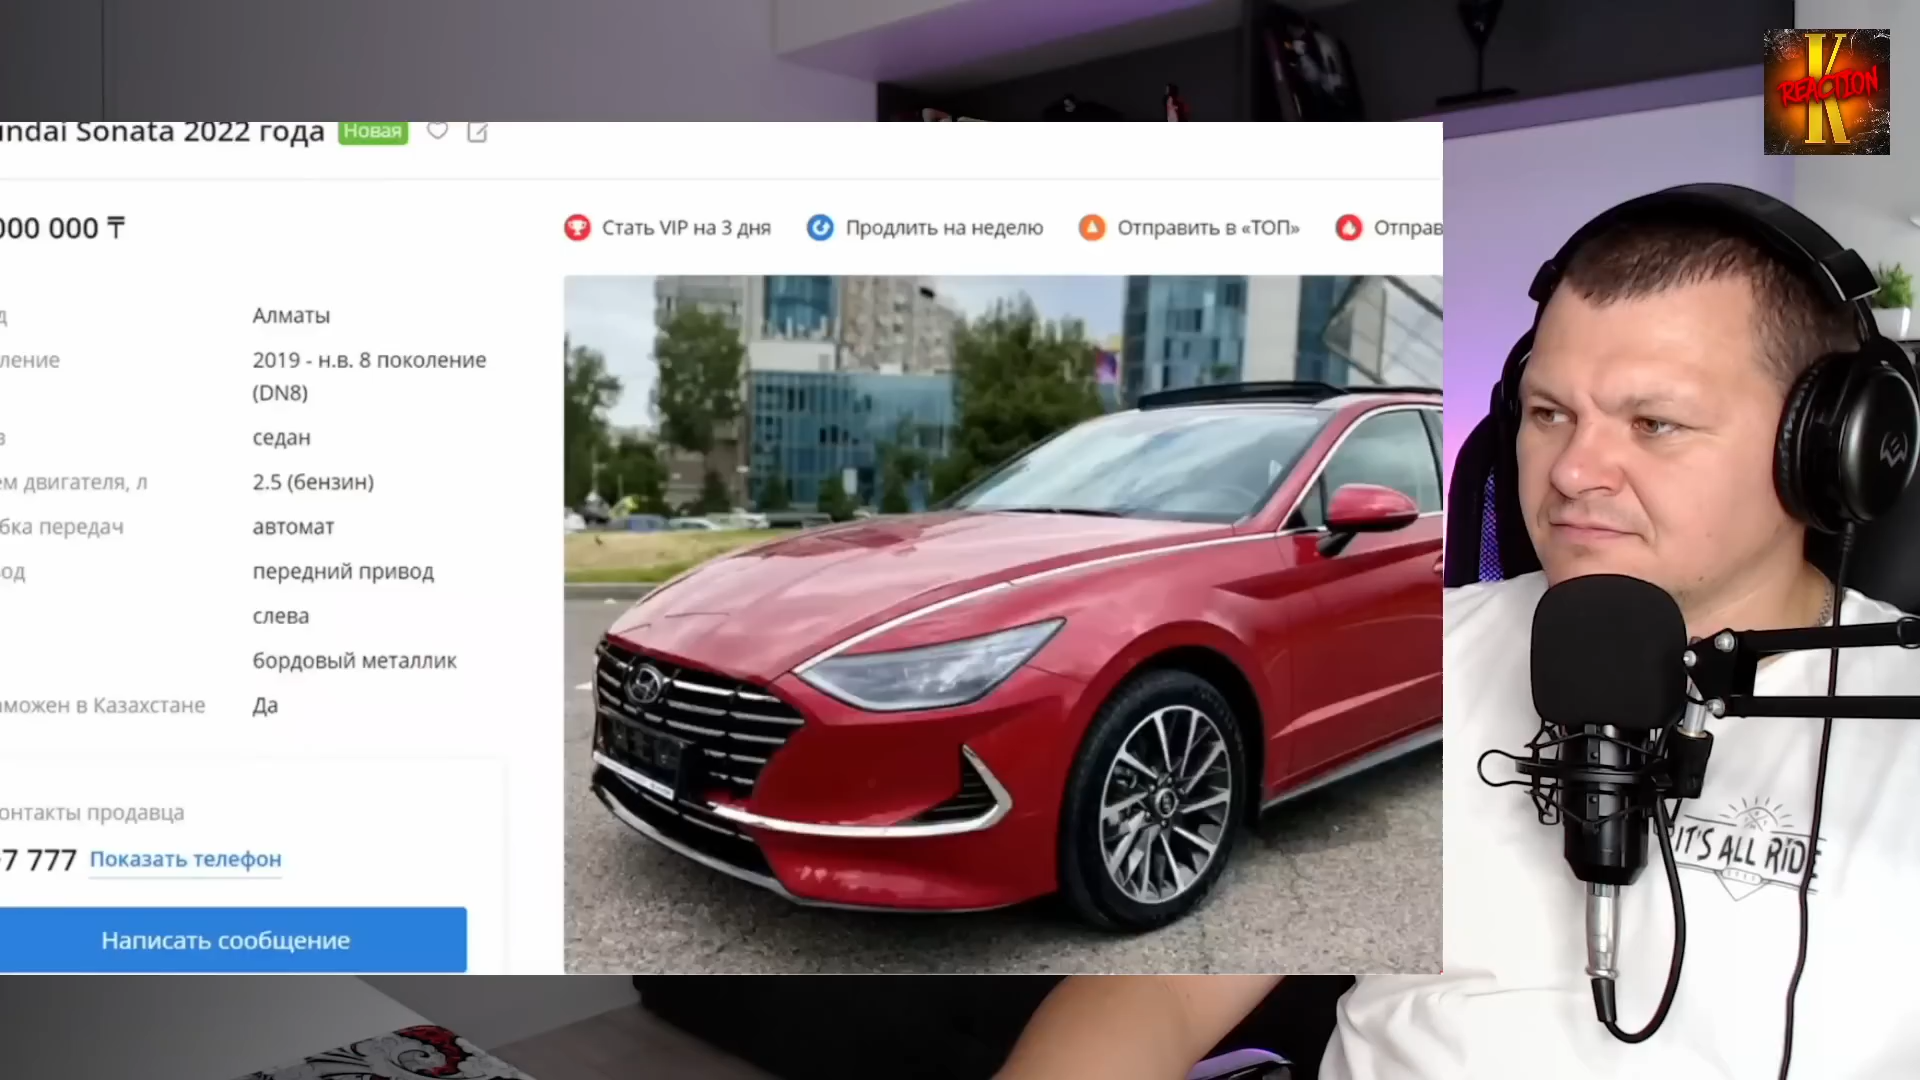 REACTION
K
undai Sonata 2022 года Новая
000 000 ₸
Стать VIP на 3 дня Продлить на неделю Отправить в «ТОП» Отправ
Алматы
ление 2019 - н.в. 8 поколение
(DN8)
в седан
ем двигателя, л 2.5 (бензин)
бка передач автомат
од передний привод
слева
бордовый металлик
аможен в Казахстане Да
онтакты продавца
+7 777 Показать телефон
Написать сообщение
IT'S ALL RIDE